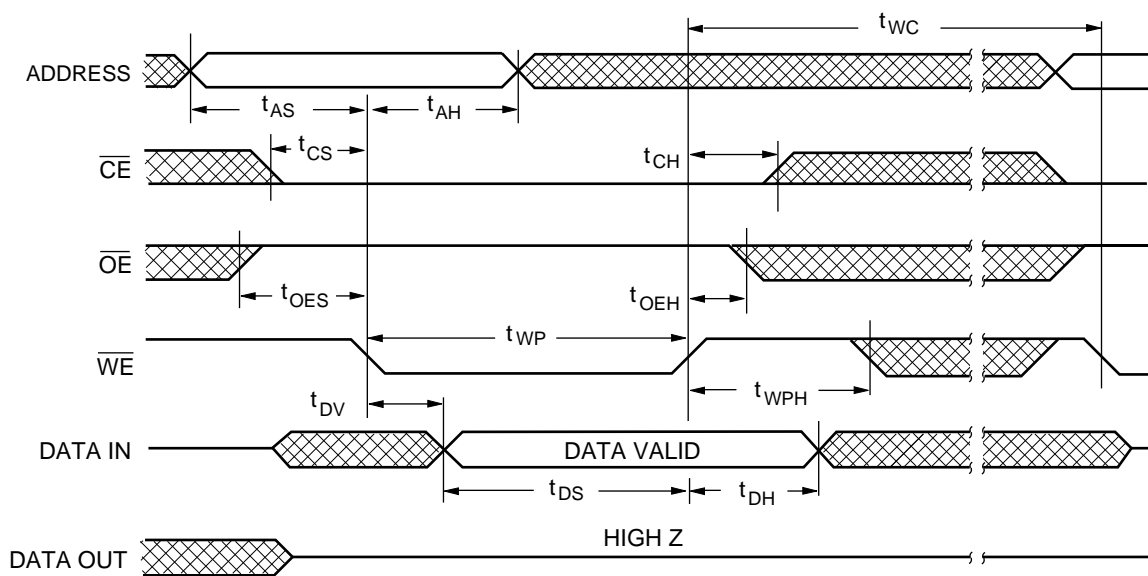 tWC
ADDRESS
tAS
tAH
tCS
tCH
CE
OE
tOES
tOEH
tWP
WE
tWPH
tDV
DATA IN
DATA VALID
tDS
tDH
HIGH Z
DATA OUT